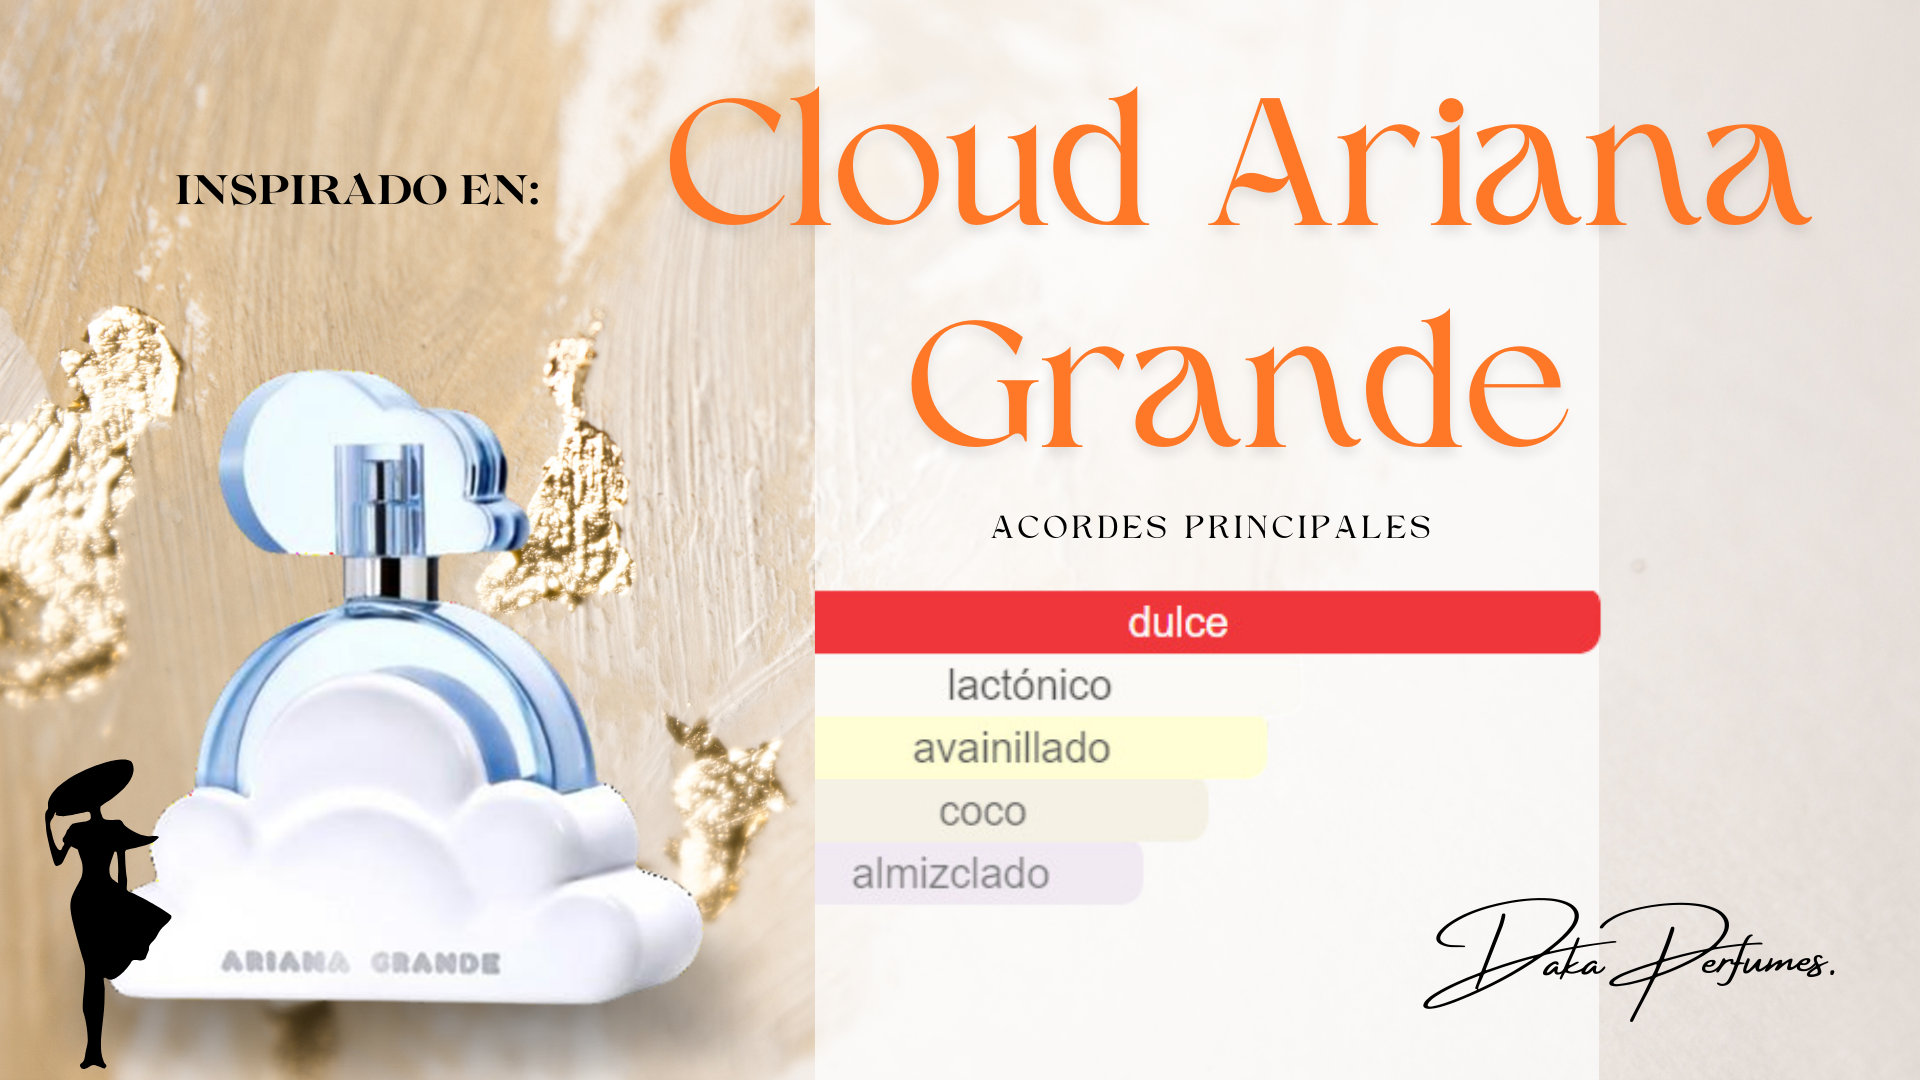 INSPIRADO EN:
Cloud Ariana
Grande
ACORDES PRINCIPALES
dulce
lactónico
avainillado
coco
almizclado
ARIANA GRANDE
Daka Perfumes.